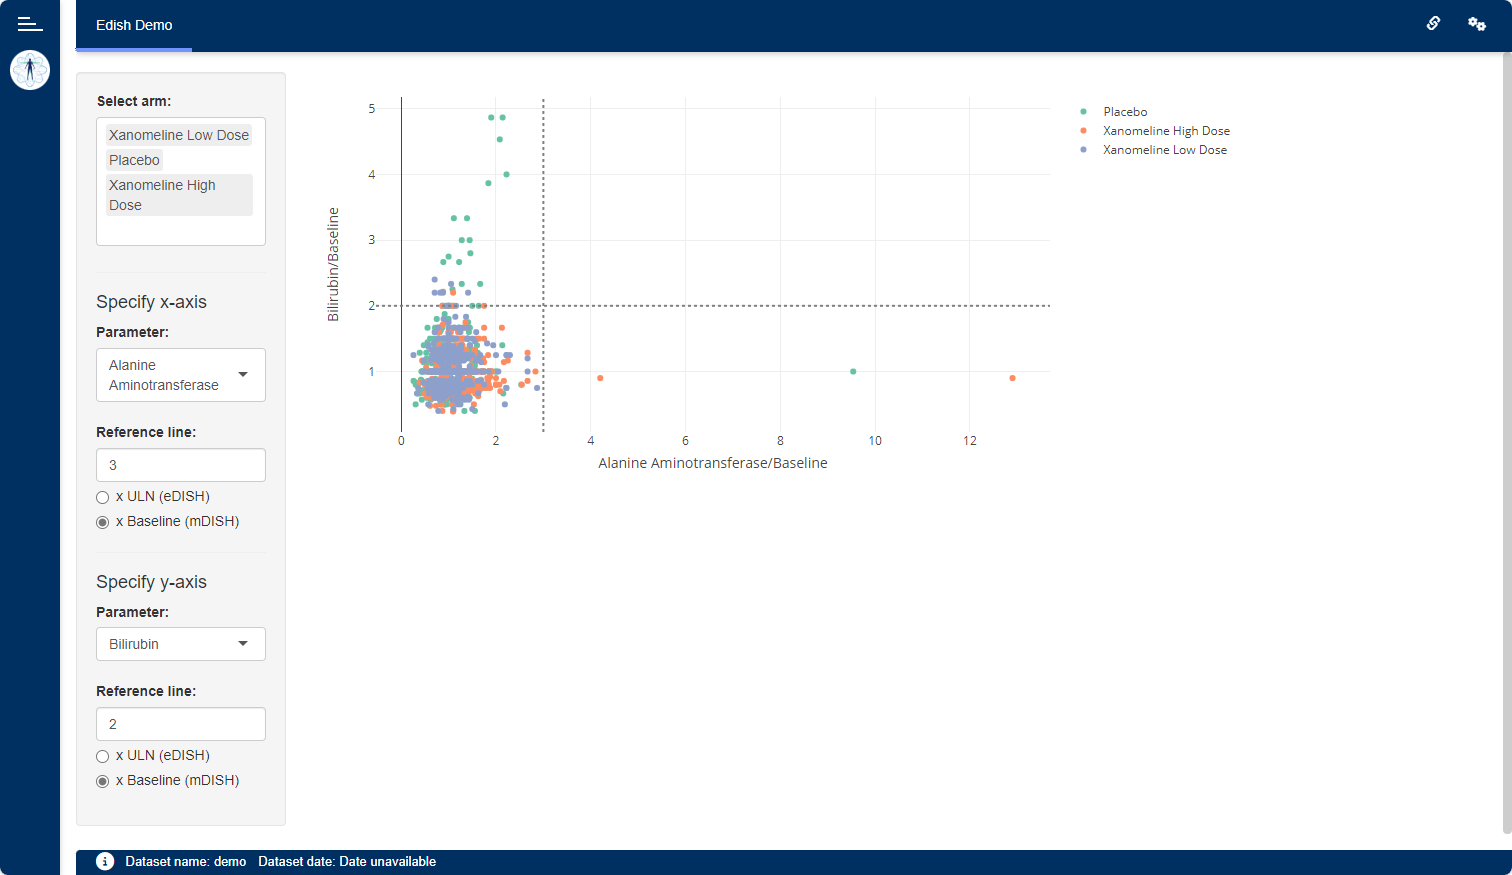 Edish Demo
Select arm:
Xanomeline Low Dose
Placebo
Xanomeline High
Dose
Specify x-axis
Parameter:
Alanine
Aminotransferase
Reference line:
3
x ULN (eDISH)
x Baseline (mDISH)
Specify y-axis
Parameter:
Bilirubin
Reference line:
2
x ULN (eDISH)
x Baseline (mDISH)
Bilirubin/Baseline
5
4
3
2
1
0 2 4 6 8 10 12
Alanine Aminotransferase/Baseline
Placebo
Xanomeline High Dose
Xanomeline Low Dose
Dataset name: demo Dataset date: Date unavailable